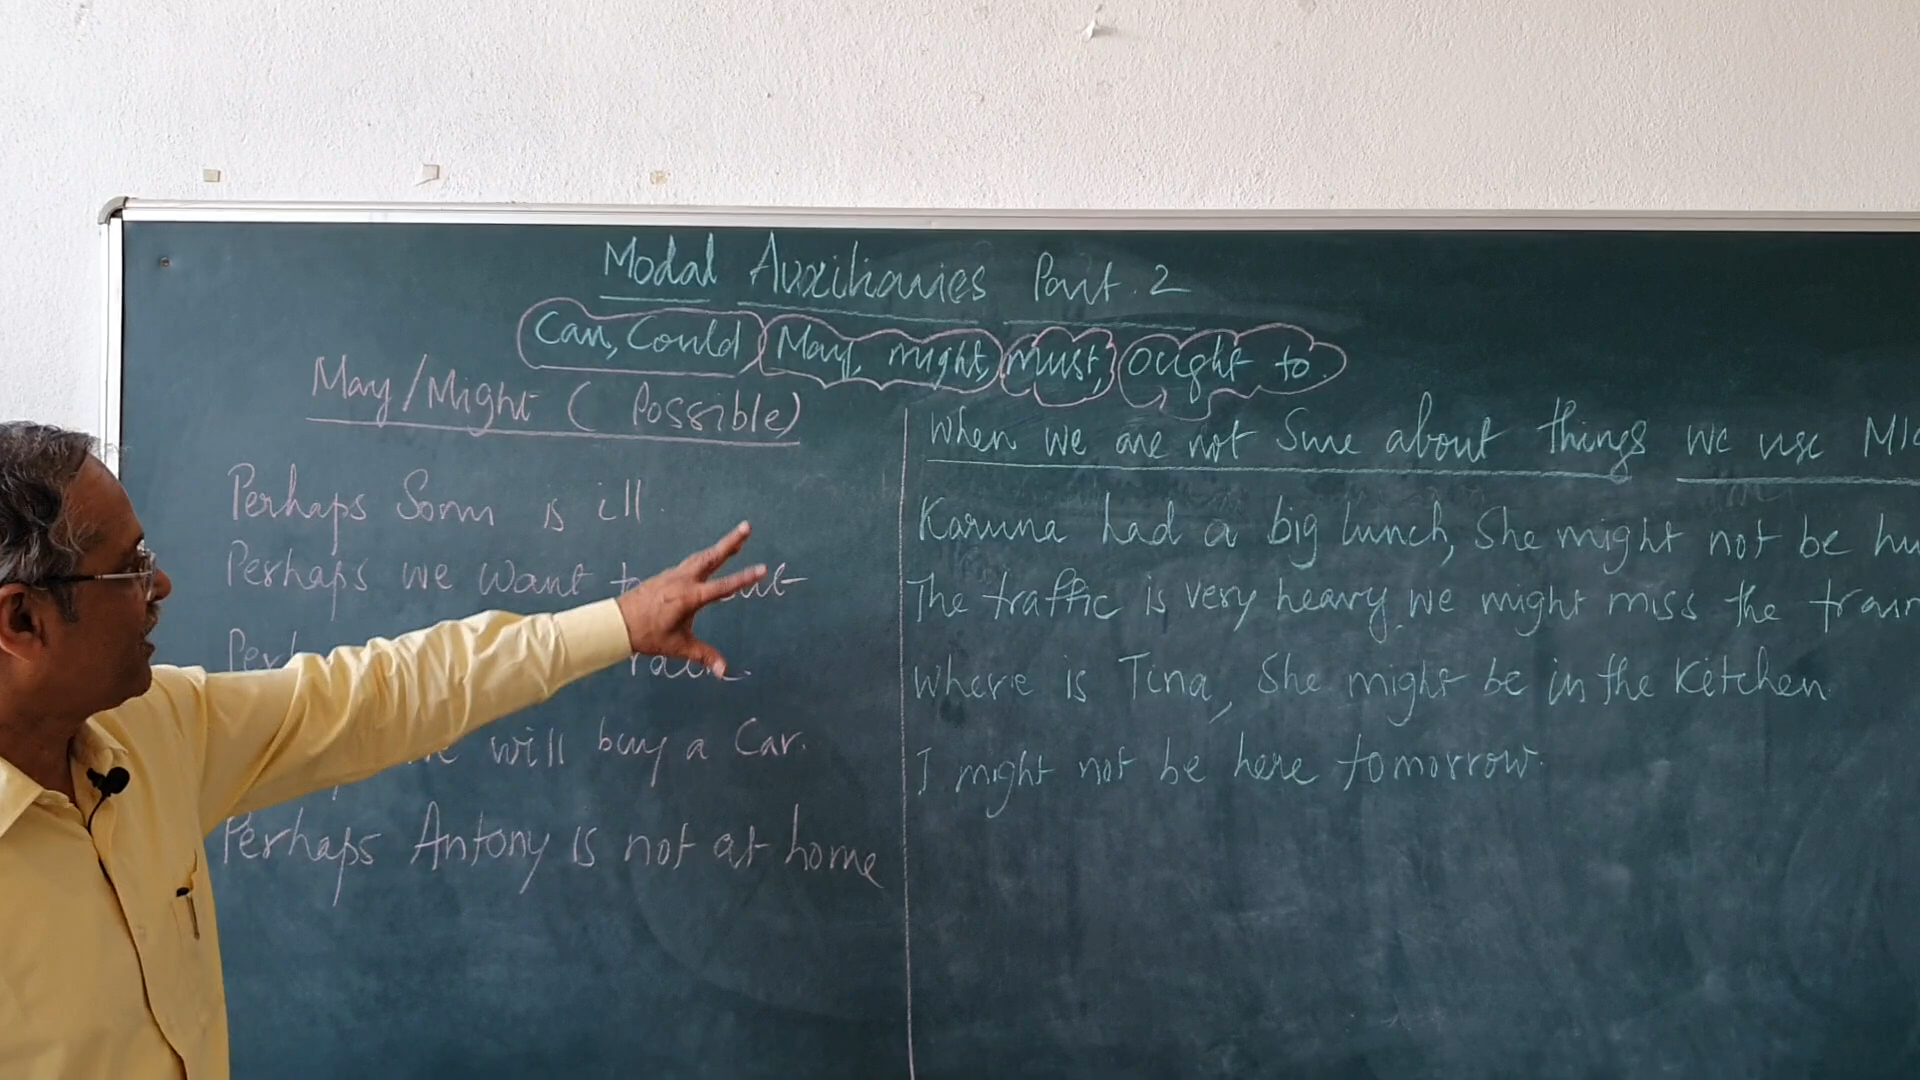 Modal Auxiliaries Part. 2
Can, Could May, might, must, ought to.
May/Might ( Possible)
Perhaps is ill.
Perhaps we want
will buy a Car.
Perhaps Antony is not at home
When we are not Sure about things we use
Karuna had a big lunch, She might not be
The traffic is very heavy, we might miss the
Where is Tina, She might be in the Kitchen.
I might not be here tomorrow.